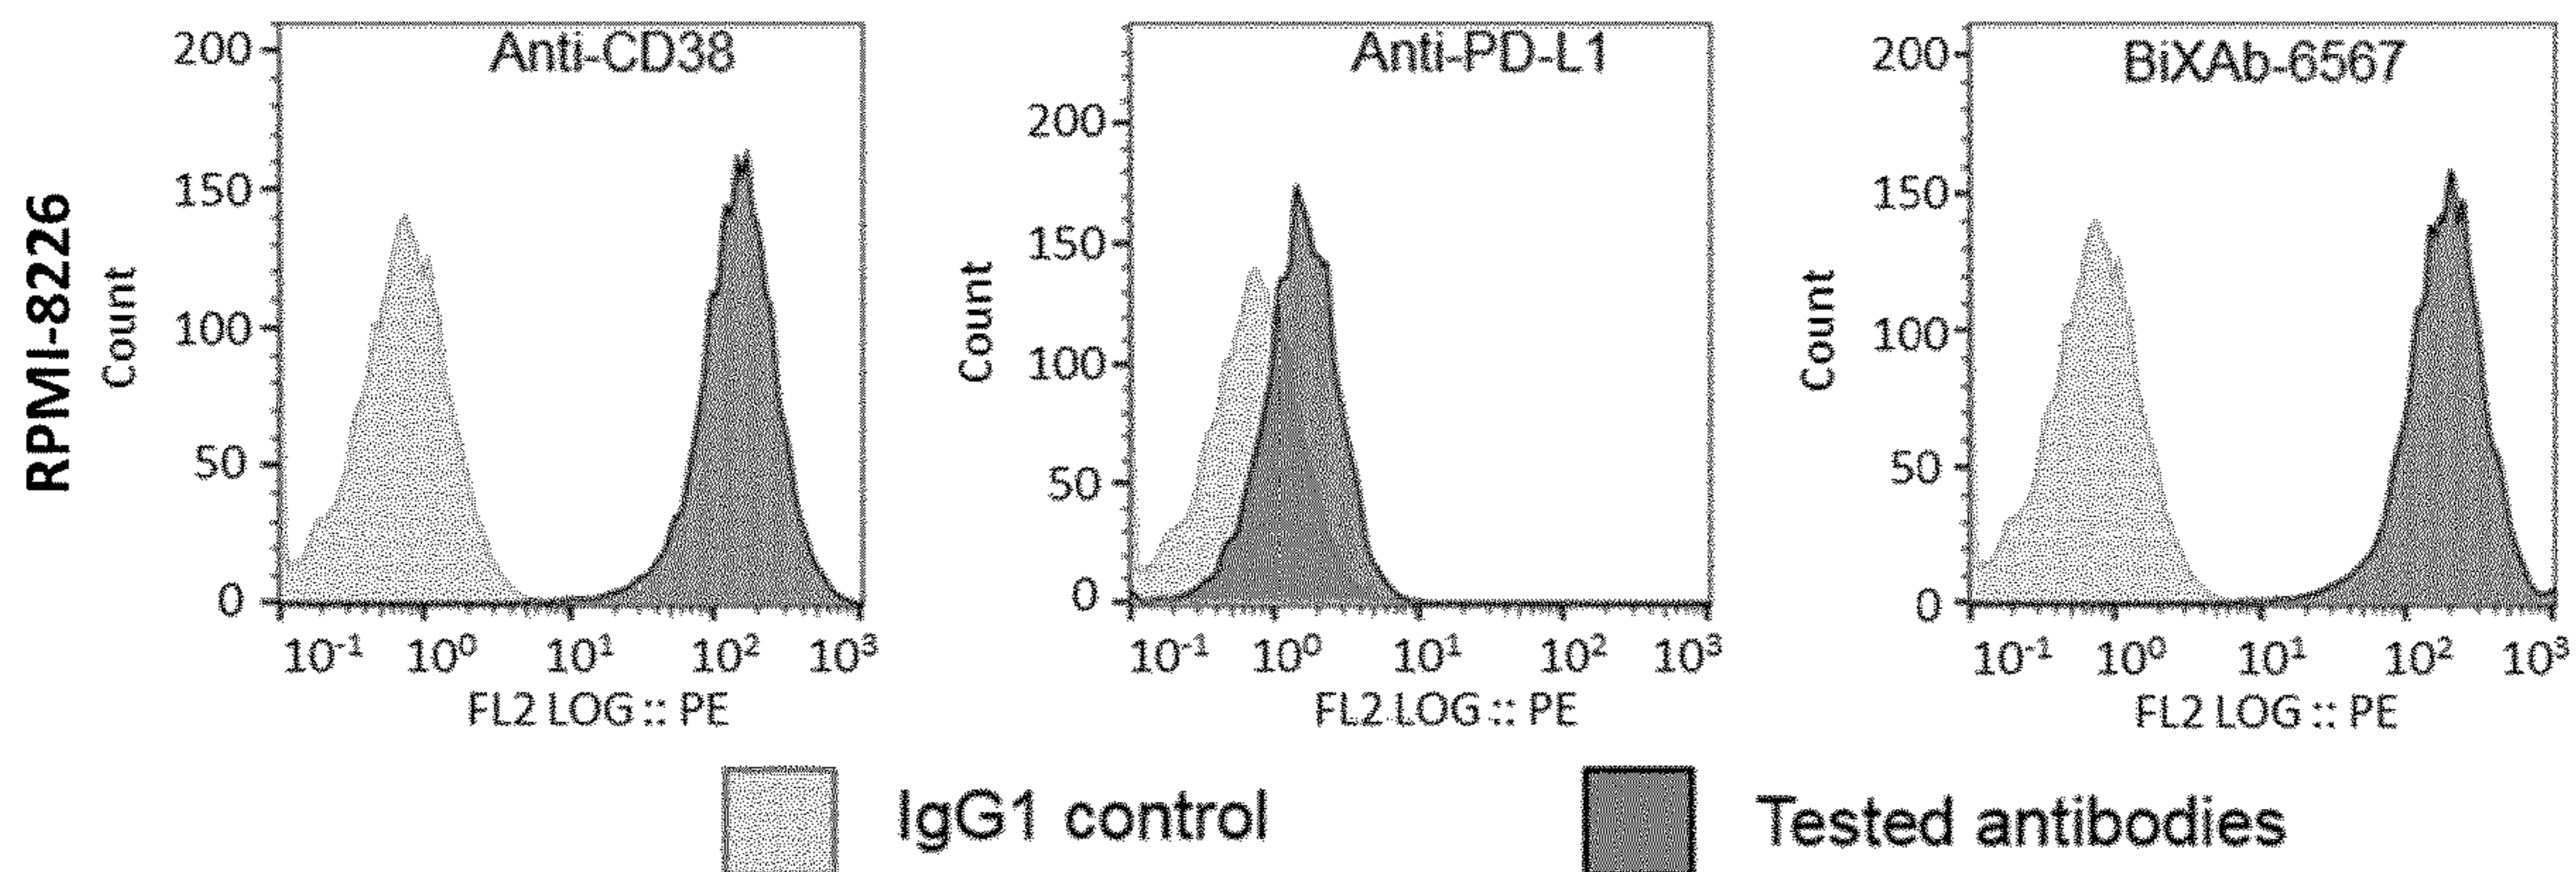 RPMI-8226
Anti-CD38
Count
200
150
100
50
0
10⁻¹ 10⁰ 10¹ 10² 10³
FL2 LOG :: PE
Anti-PD-L1
Count
200
150
100
50
0
10⁻¹ 10⁰ 10¹ 10² 10³
FL2 LOG :: PE
BiXAb-6567
Count
200
150
100
50
0
10⁻¹ 10⁰ 10¹ 10² 10³
FL2 LOG :: PE
IgG1 control
Tested antibodies